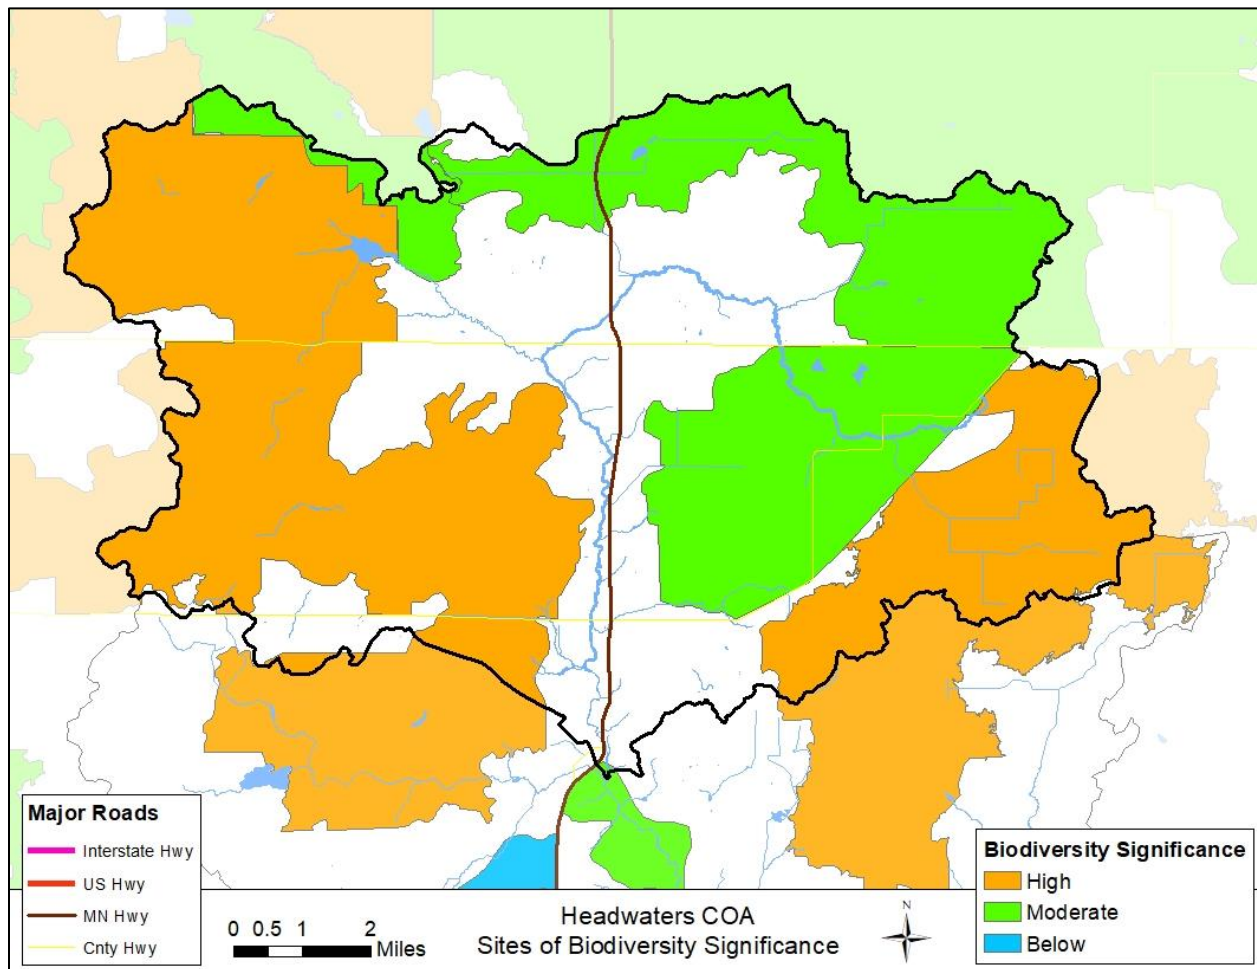 Major Roads
Interstate Hwy
US Hwy
MN Hwy
Cnty Hwy
0 0.5 1 2
Miles
Headwaters COA
Sites of Biodiversity Significance
N
Biodiversity Significance
High
Moderate
Below